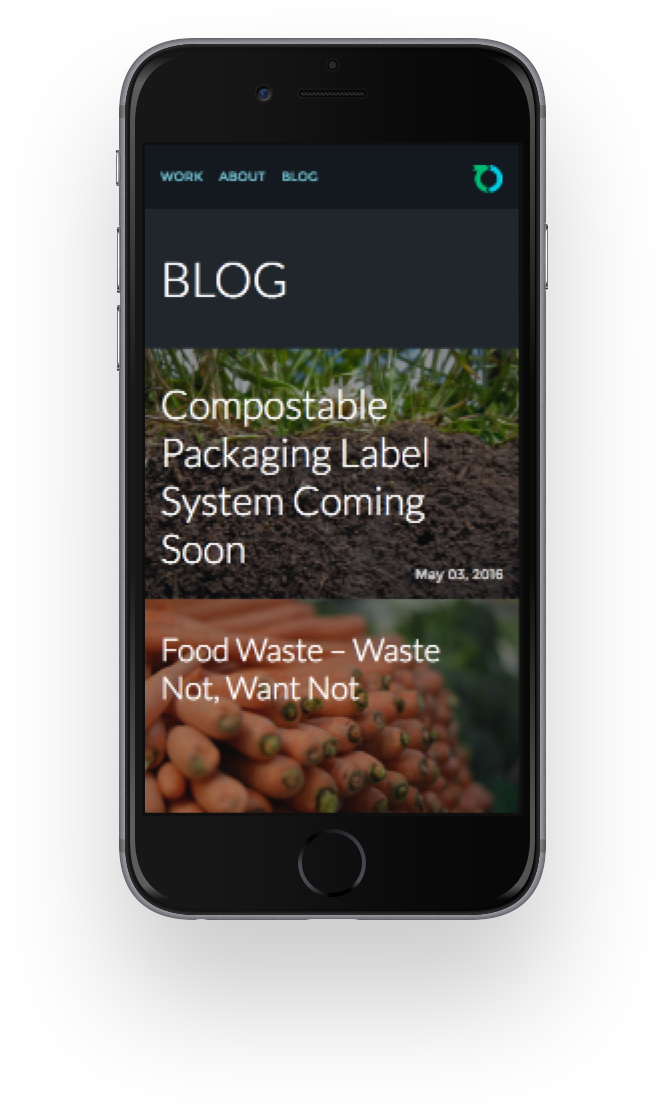 WORK ABOUT BLOG
BLOG
Compostable
Packaging Label
System Coming
Soon
May 03, 2016
Food Waste – Waste
Not, Want Not